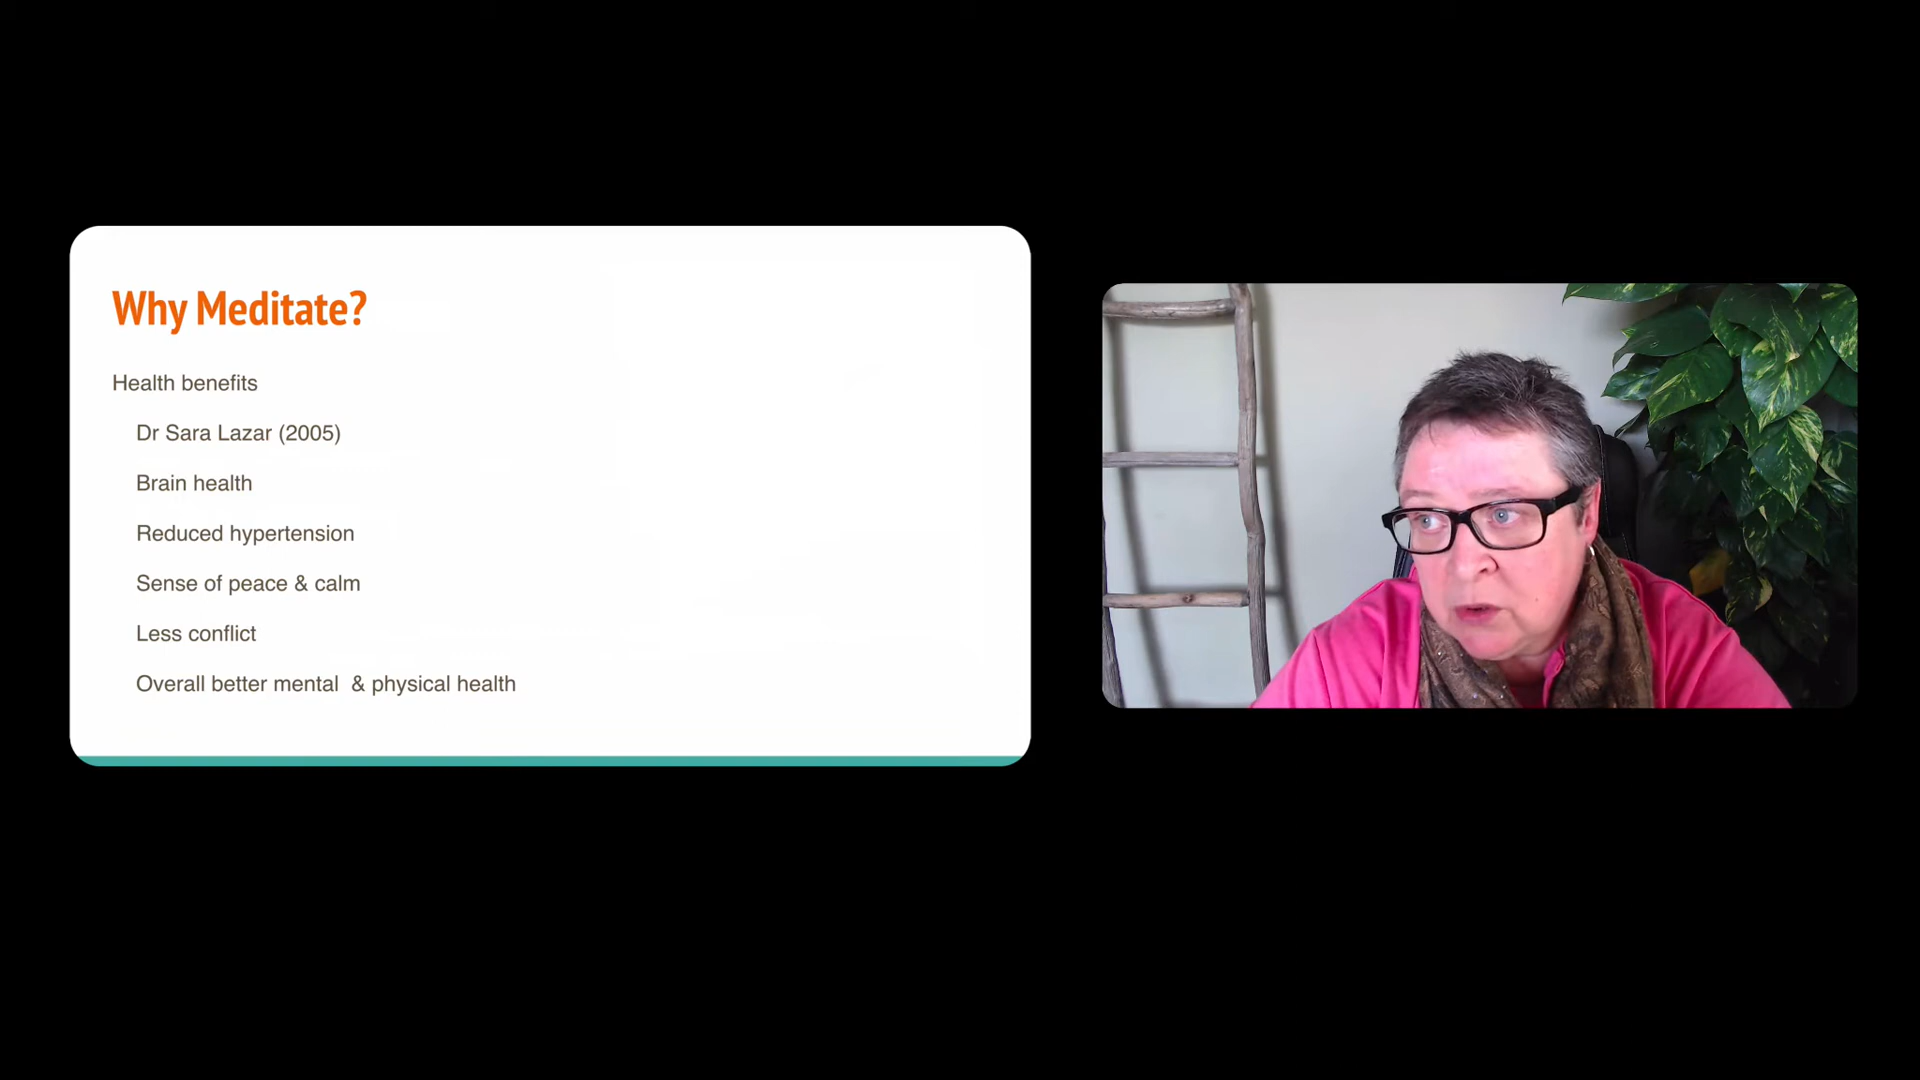 Why Meditate?
Health benefits
Dr Sara Lazar (2005)
Brain health
Reduced hypertension
Sense of peace & calm
Less conflict
Overall better mental  & physical health